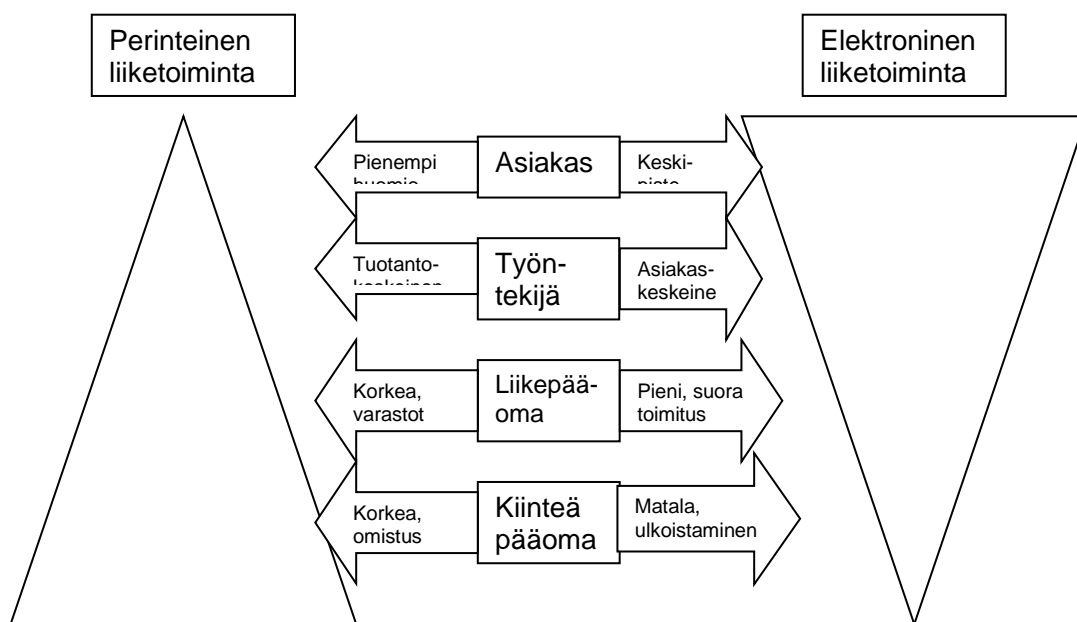 Perinteinen
liiketoiminta
Elektroninen
liiketoiminta
Pienempi
Asiakas
Keski-
Tuotanto-
Työn-
tekijä
Asiakas-
keskeine
Korkea,
varastot
Liikepää-
oma
Pieni, suora
toimitus
Korkea,
omistus
Kiinteä
pääoma
Matala,
ulkoistaminen